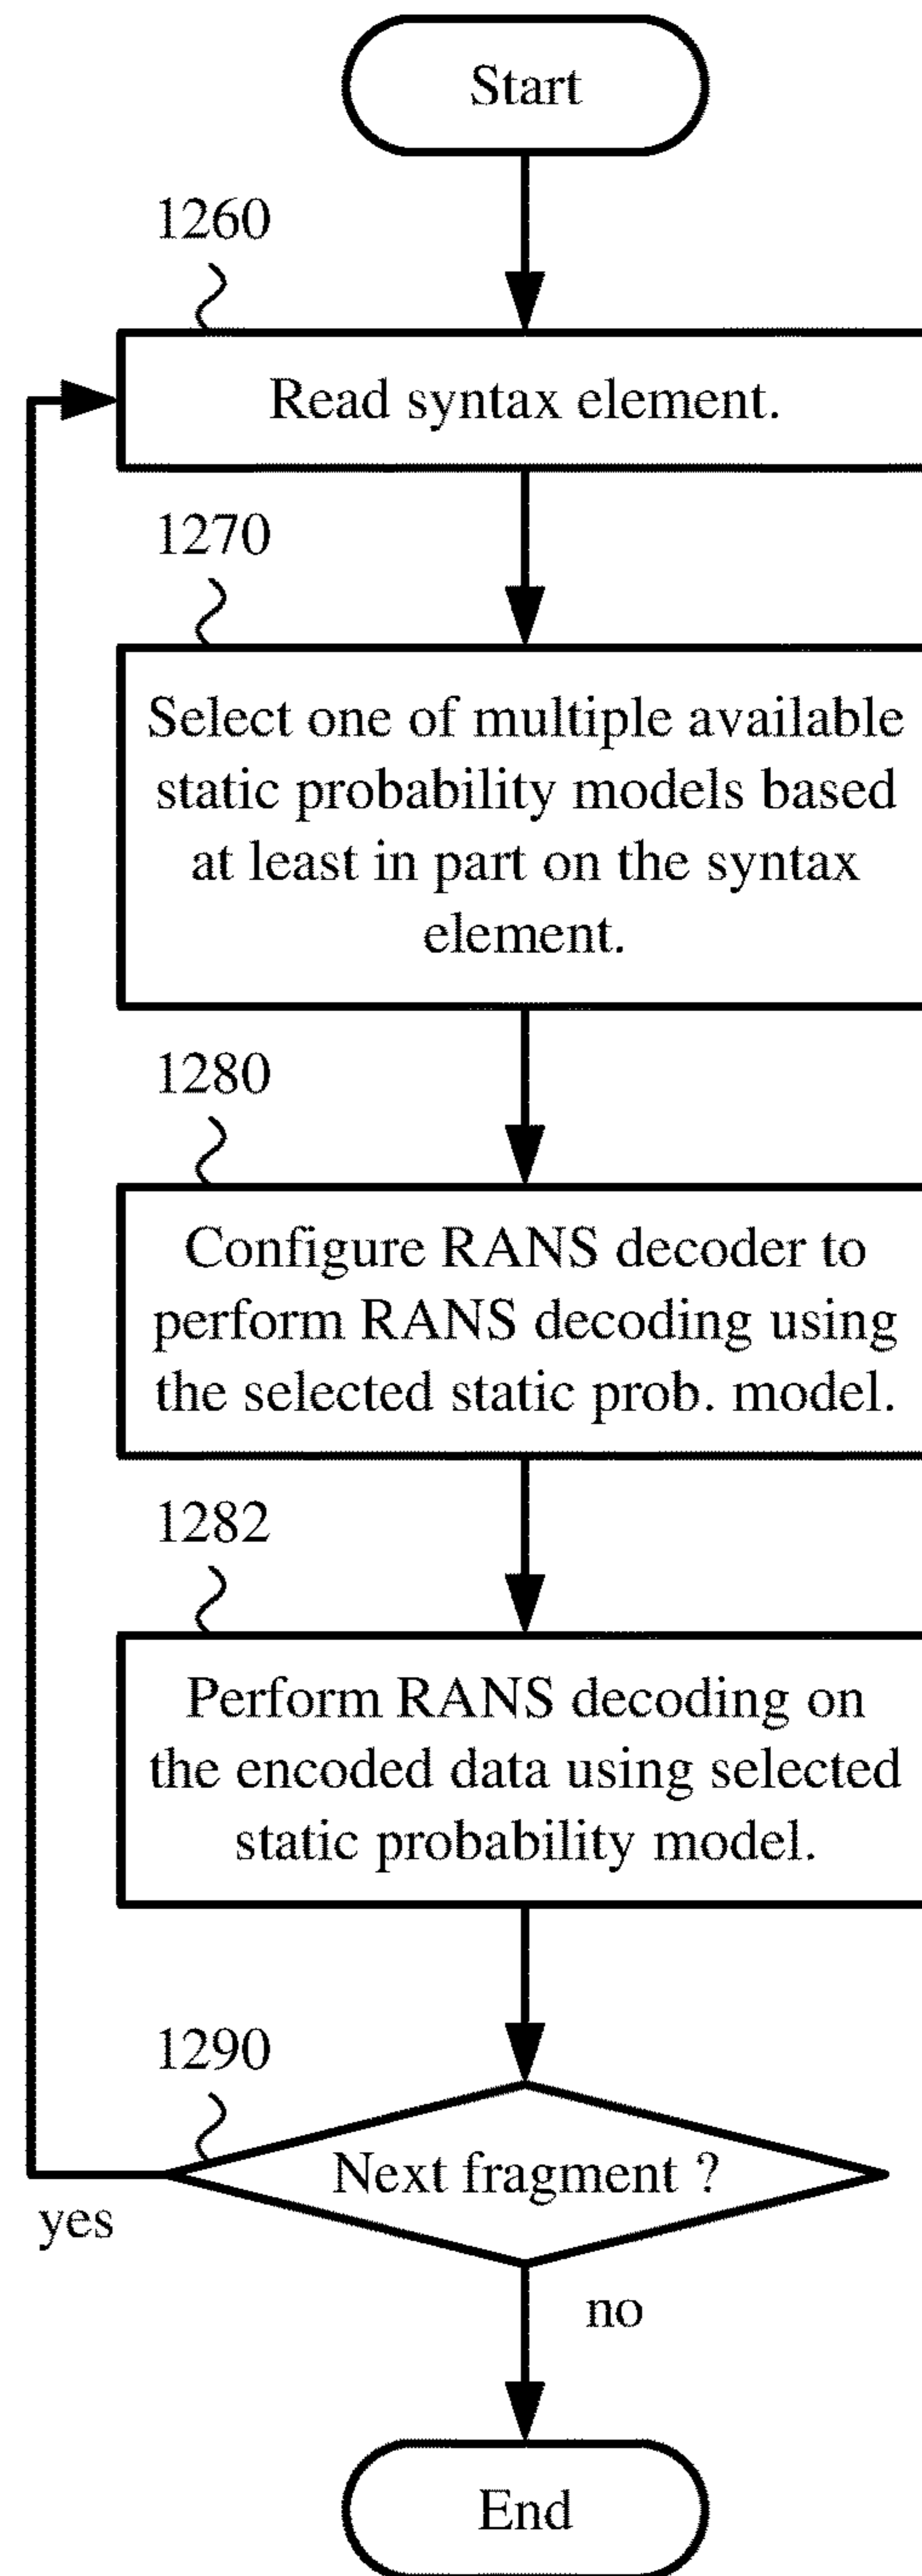 Start
1260
Read syntax element.
1270
Select one of multiple available
static probability models based
at least in part on the syntax
element.
1280
Configure RANS decoder to
perform RANS decoding using
the selected static prob. model.
1282
Perform RANS decoding on
the encoded data using selected
static probability model.
1290
Next fragment ?
yes
no
End